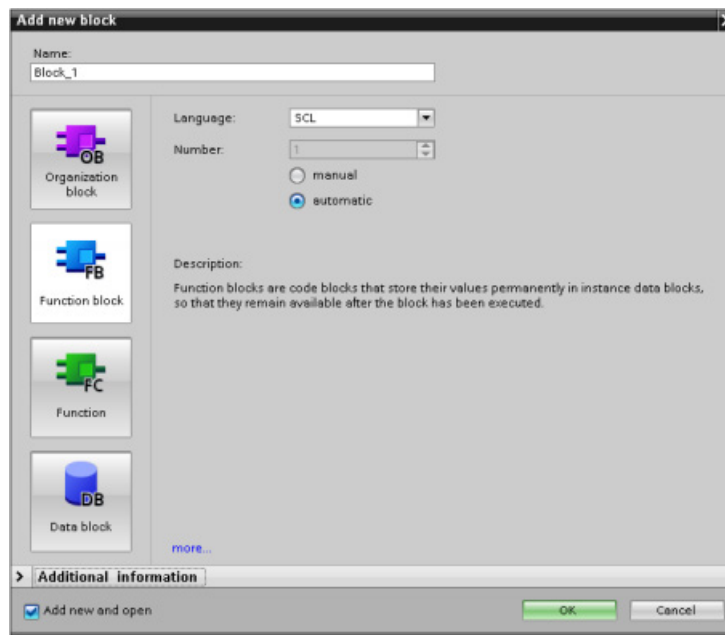 Add new block
Name:
Block_1
OB
Organization
block
FB
Function block
FC
Function
DB
Data block
Language:
SCL
Number:
1
manual
automatic
Description:
Function blocks are code blocks that store their values permanently in instance data blocks,
so that they remain available after the block has been executed.
more...
Additional information
Add new and open
OK
Cancel